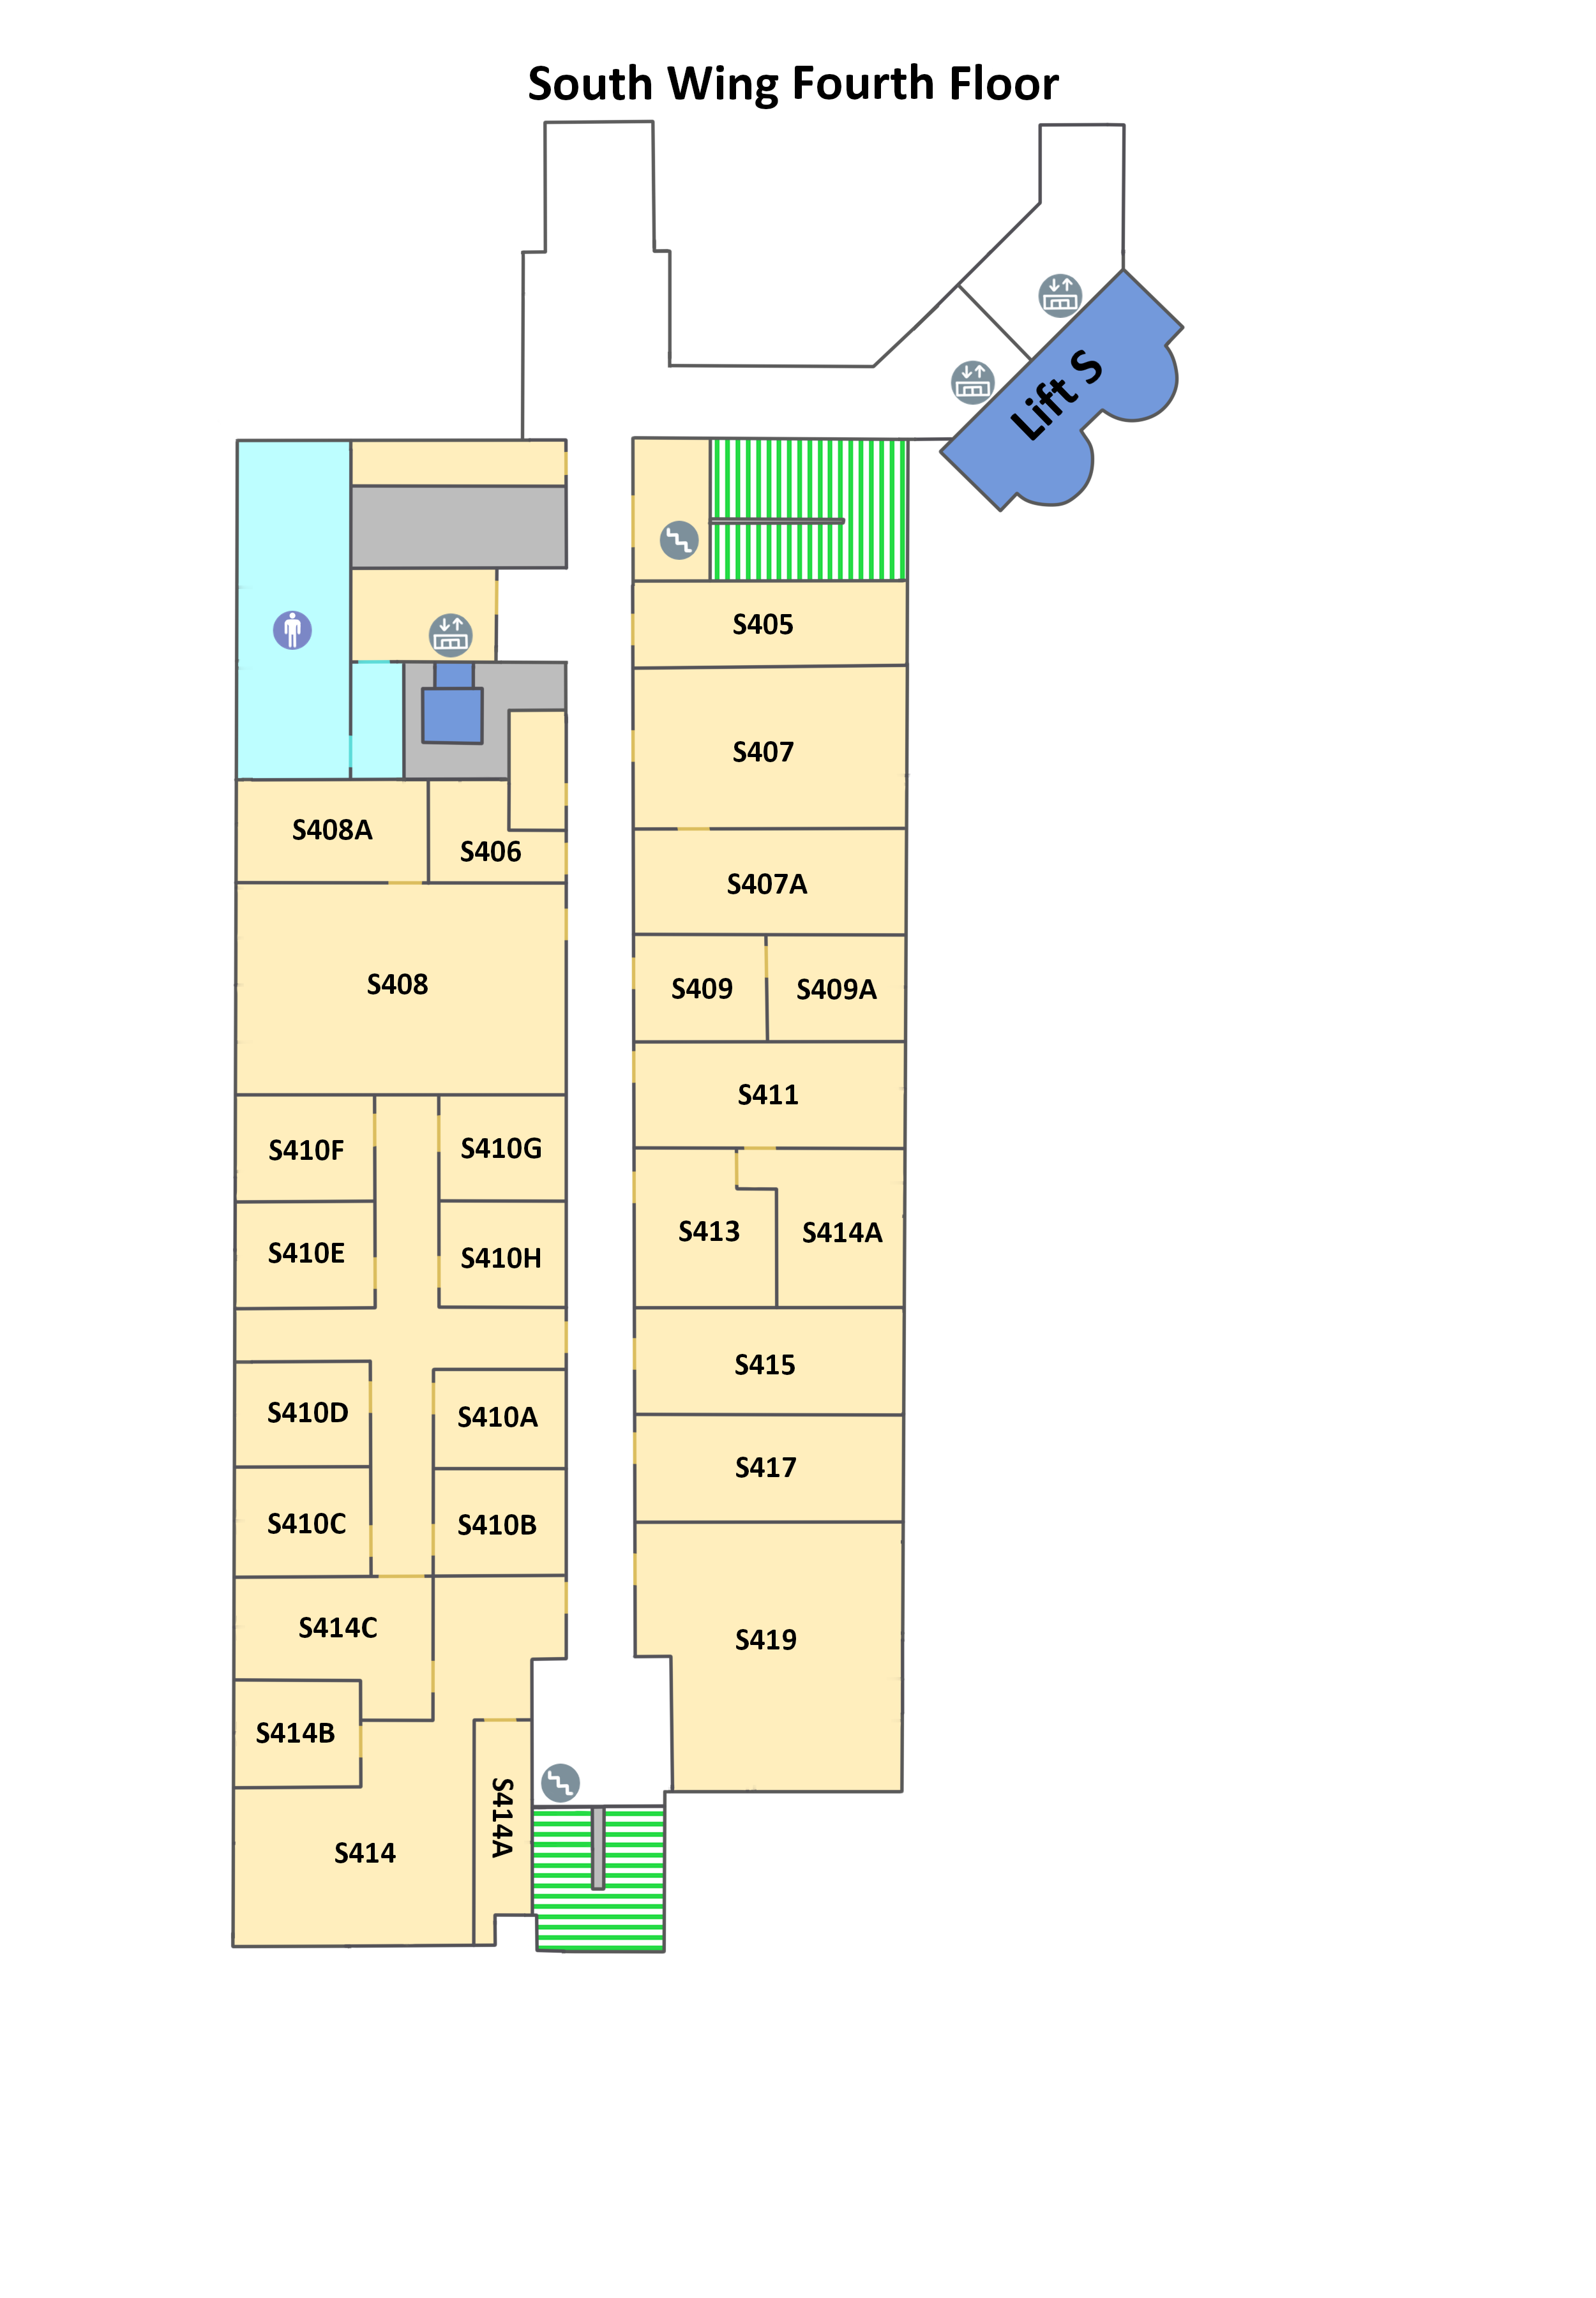 South Wing Fourth Floor
Lift S
S405
S407
S408A
S406
S407A
S408
S409
S409A
S411
S410F
S410G
S413
S414A
S410E
S410H
S415
S410D
S410A
S417
S410C
S410B
S414C
S419
S414B
S414A
S414